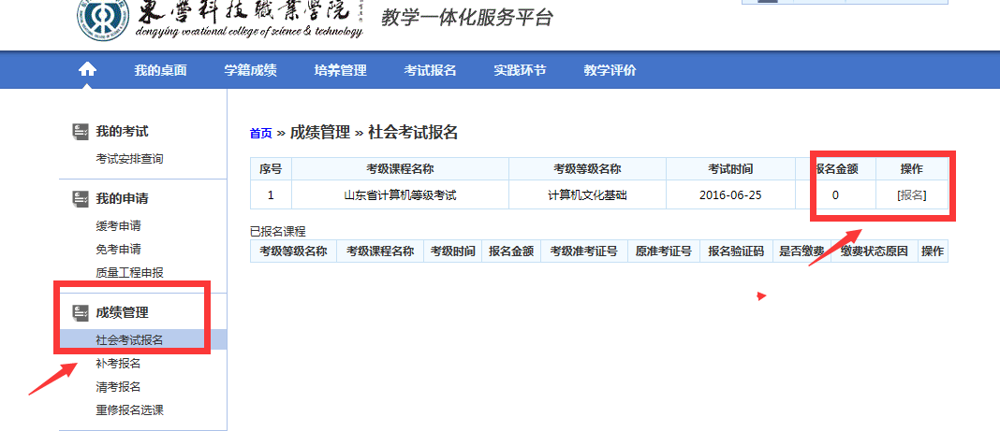 東營科技職業學院
dongying vocational college of science & technology
教学一体化服务平台
我的桌面 学籍成绩 培养管理 考试报名 实践环节 教学评价
我的考试
考试安排查询
我的申请
缓考申请
免考申请
质量工程申报
成绩管理
社会考试报名
补考报名
清考报名
重修报名选课
首页 » 成绩管理 » 社会考试报名
序号 考级课程名称 考级等级名称 考试时间 报名金额 操作
1 山东省计算机等级考试 计算机文化基础 2016-06-25 0 [报名]
已报名课程
考级等级名称 考级课程名称 考级时间 报名金额 考级准考证号 原准考证号 报名验证码 是否缴费 缴费状态原因 操作